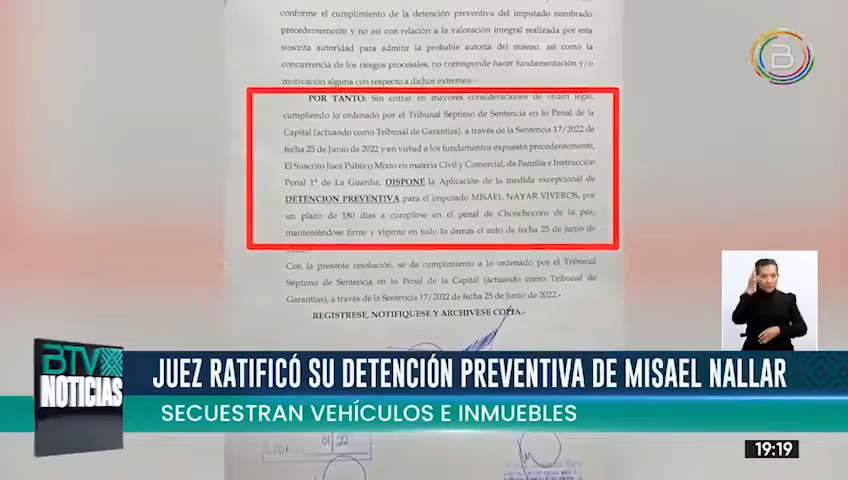 conforme el cumplimiento de la detención preventiva del imputado nombrado
precedentemente y no así con relación a la valoración integral realizada por esta
suscrita autoridad para admitir la probable autoria del mismo, así como la
concurrencia de los riesgos procesales, no corresponde hacer fundamentación y/o
motivación alguna con respecto a dichos extremos.-
POR TANTO: Sin entrar en mayores consideraciones de orden legal,
cumpliendo lo ordenado por el Tribunal Séptimo de Sentencia en lo Penal de la
Capital (actuando como Tribunal de Garantías), a través de la Sentencia 17/2022 de
fecha 25 de Junio de 2022 y en virtud a los fundamentos expuesto precedentemente,
El Suscrito Juez Público Mixto en materia Civil y Comercial, de Familia e Instrucción
Penal 1° de La Guardia, DISPONE la Aplicación de la medida excepcional de
DETENCION PREVENTIVA para el imputado MISAEL NAYAR VIVEROS, por
un plazo de 180 días a cumplirse en el penal de Chonchocoro de la paz,
manteniéndose firme y vigente en todo lo demás el auto de fecha 25 de junio de
Con la presente resolución, se da cumplimiento a lo ordenado por el Tribunal
Séptimo de Sentencia en lo Penal de la Capital (actuando como Tribunal de
Garantías), a través de la Sentencia 17/2022 de fecha 25 de Junio de 2022.-
REGISTRESE, NOTIFIQUESE Y ARCHIVESE COPIA.-
B
BTV
NOTICIAS
JUEZ RATIFICÓ SU DETENCIÓN PREVENTIVA DE MISAEL NALLAR
SECUESTRAN VEHÍCULOS E INMUEBLES
01/22
19:19